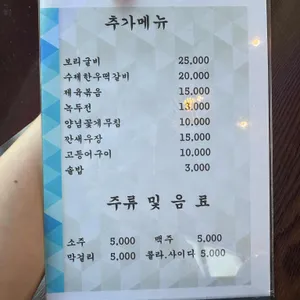 추가메뉴
보리굴비 25,000
수제한우떡갈비 20,000
제육볶음 15,000
녹두전 13,000
양념꽃게무침 10,000
깐새우장 15,000
고등어구이 10,000
솥밥 3,000
주류 및 음료
소주 5,000 맥주 5,000
막걸리 5,000 콜라,사이다 5,000